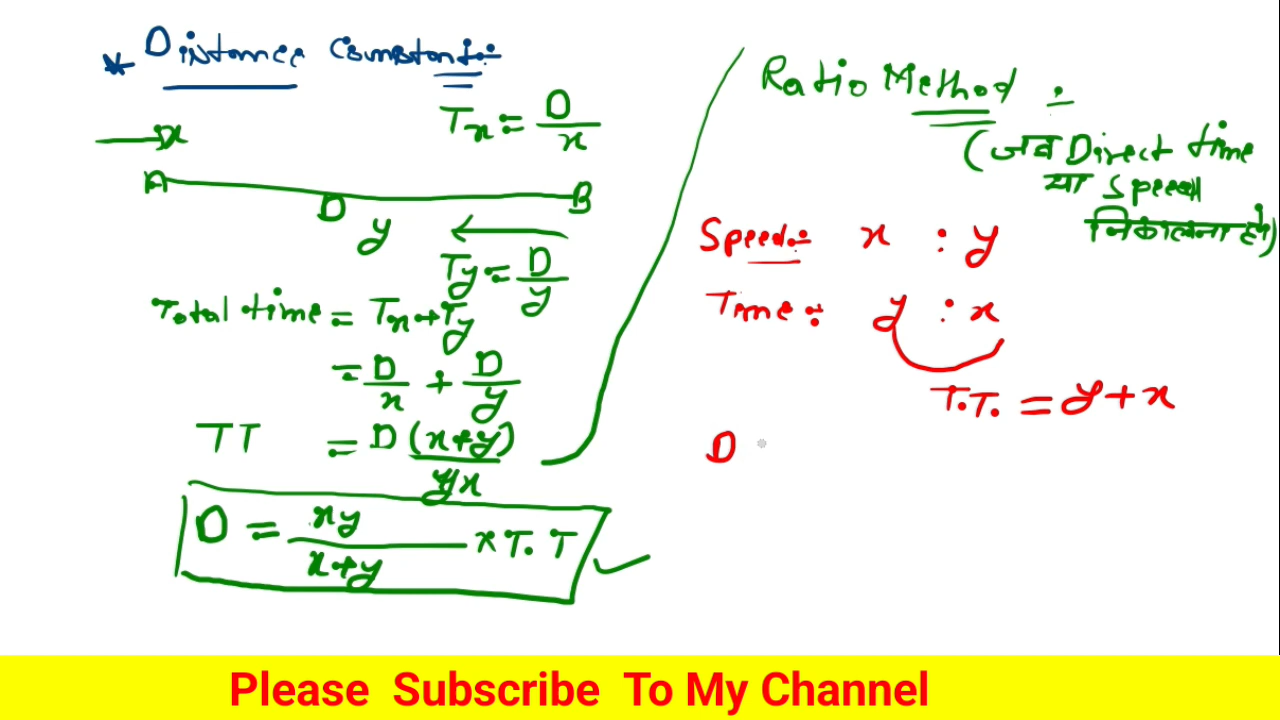 * Distance Constant:-
Tx = D/x
x
A B
D
y
Ty = D/y
Total time = Tx + Ty
= D/x + D/y
TT = D (x+y)/yx
D = xy/x+y × T.T
Ratio Method :
(जब Direct time
या Speed
निकालना हो)
Speed:- x : y
Time:- y : x
T.T. = y + x
D
Please Subscribe To My Channel